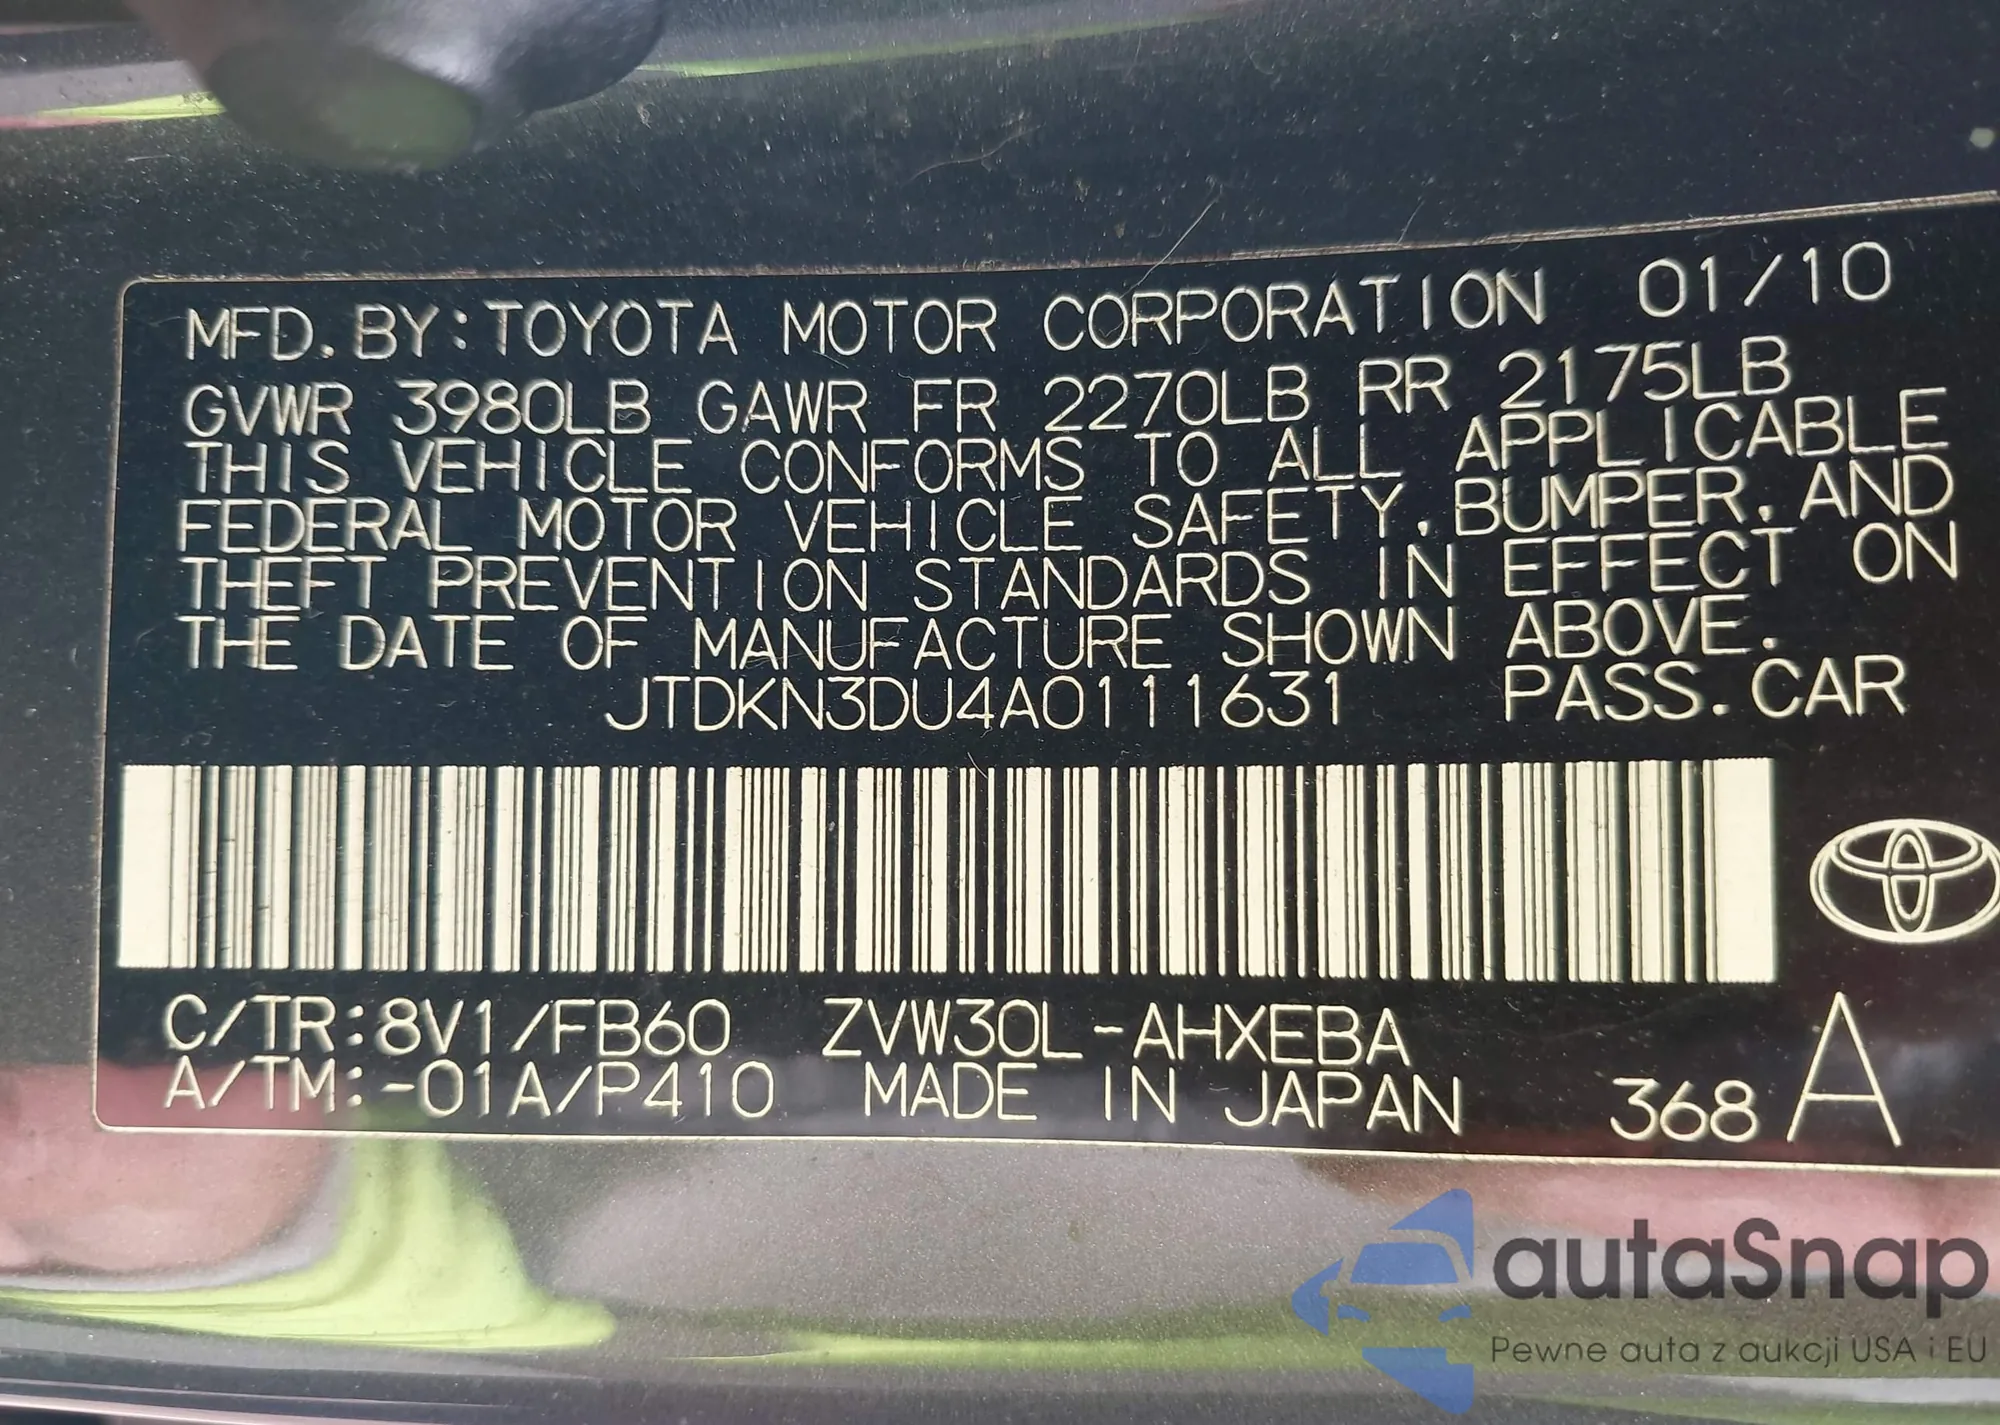 MFD. BY: TOYOTA MOTOR CORPORATION 01/10
GVWR 3980LB GAWR FR 2270LB RR 2175LB
THIS VEHICLE CONFORMS TO ALL APPLICABLE
FEDERAL MOTOR VEHICLE SAFETY, BUMPER, AND
THEFT PREVENTION STANDARDS IN EFFECT ON
THE DATE OF MANUFACTURE SHOWN ABOVE.
JTDKN3DU4A0111631 PASS. CAR
C/TR: 8V1/FB60 ZVW30L-AHXEBA
A/TM: -01A/P410 MADE IN JAPAN 368 A
autaSnap
Pewne auta z aukcji USA i EU